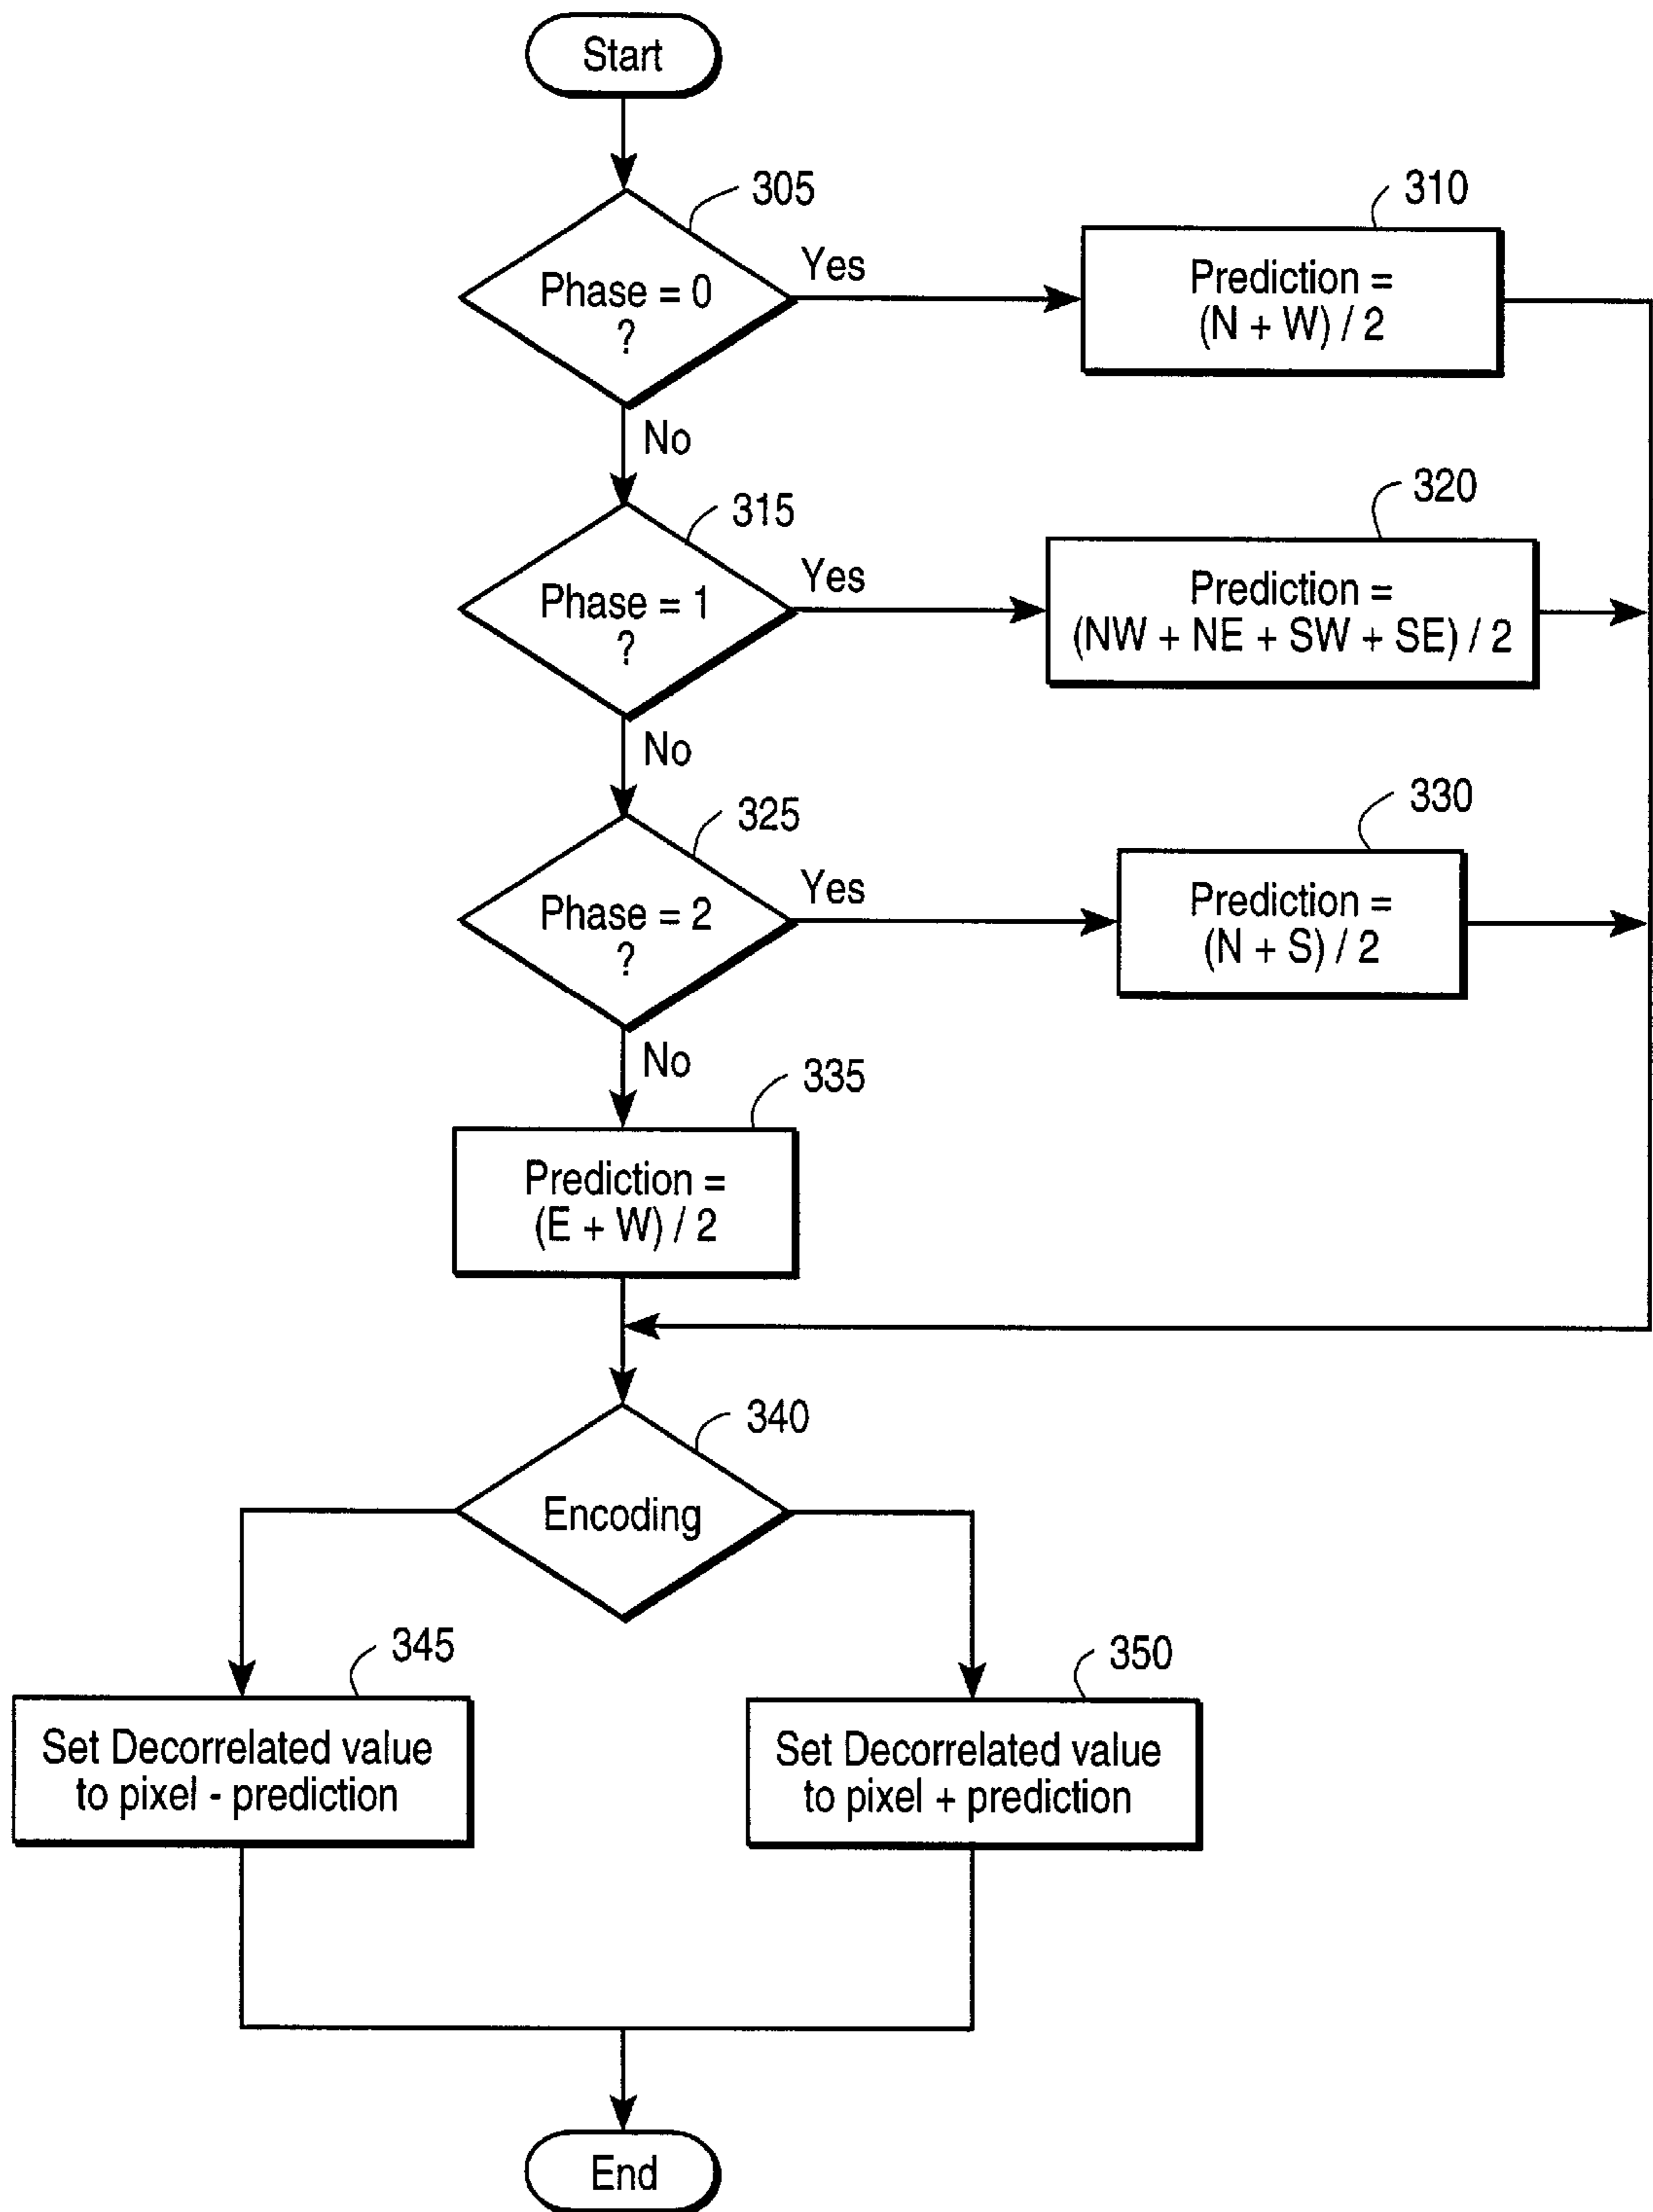 Start
305
Phase = 0
?
Yes
310
Prediction =
(N + W) / 2
No
315
Phase = 1
?
Yes
320
Prediction =
(NW + NE + SW + SE) / 2
No
325
Phase = 2
?
Yes
330
Prediction =
(N + S) / 2
No
335
Prediction =
(E + W) / 2
340
Encoding
345
Set Decorrelated value
to pixel - prediction
350
Set Decorrelated value
to pixel + prediction
End